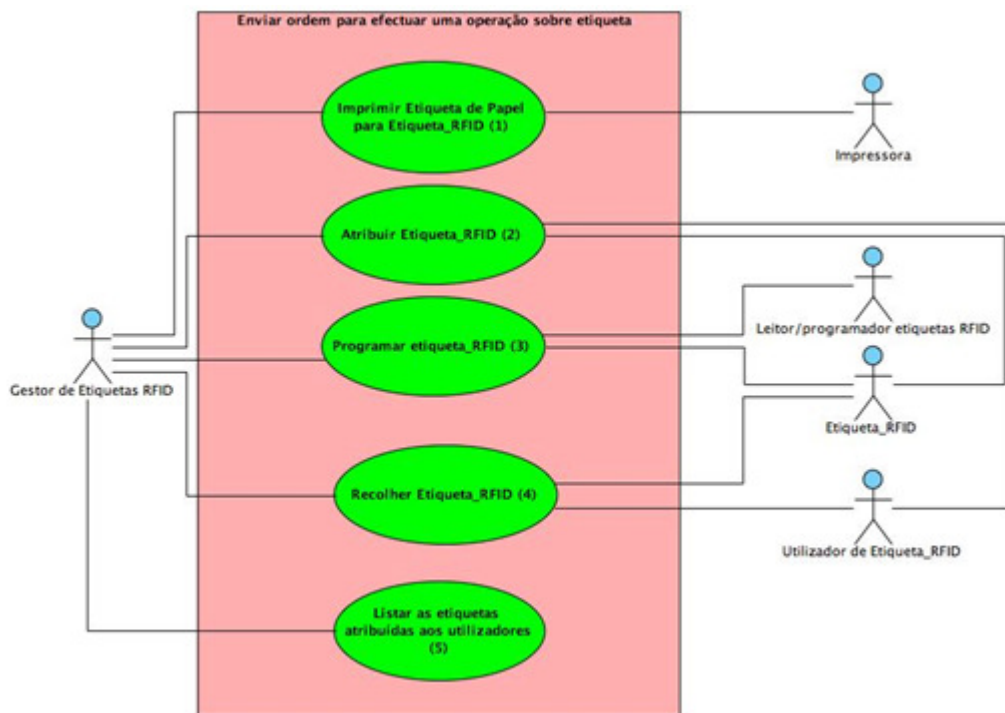 Enviar ordem para efectuar uma operação sobre etiqueta
Imprimir Etiqueta de Papel
para Etiqueta_RFID (1)
Impressora
Atribuir Etiqueta_RFID (2)
Leitor/programador etiquetas RFID
Programar etiqueta_RFID (3)
Gestor de Etiquetas RFID
Etiqueta_RFID
Recolher Etiqueta_RFID (4)
Utilizador de Etiqueta_RFID
Listar as etiquetas
atribuídas aos utilizadores
(5)